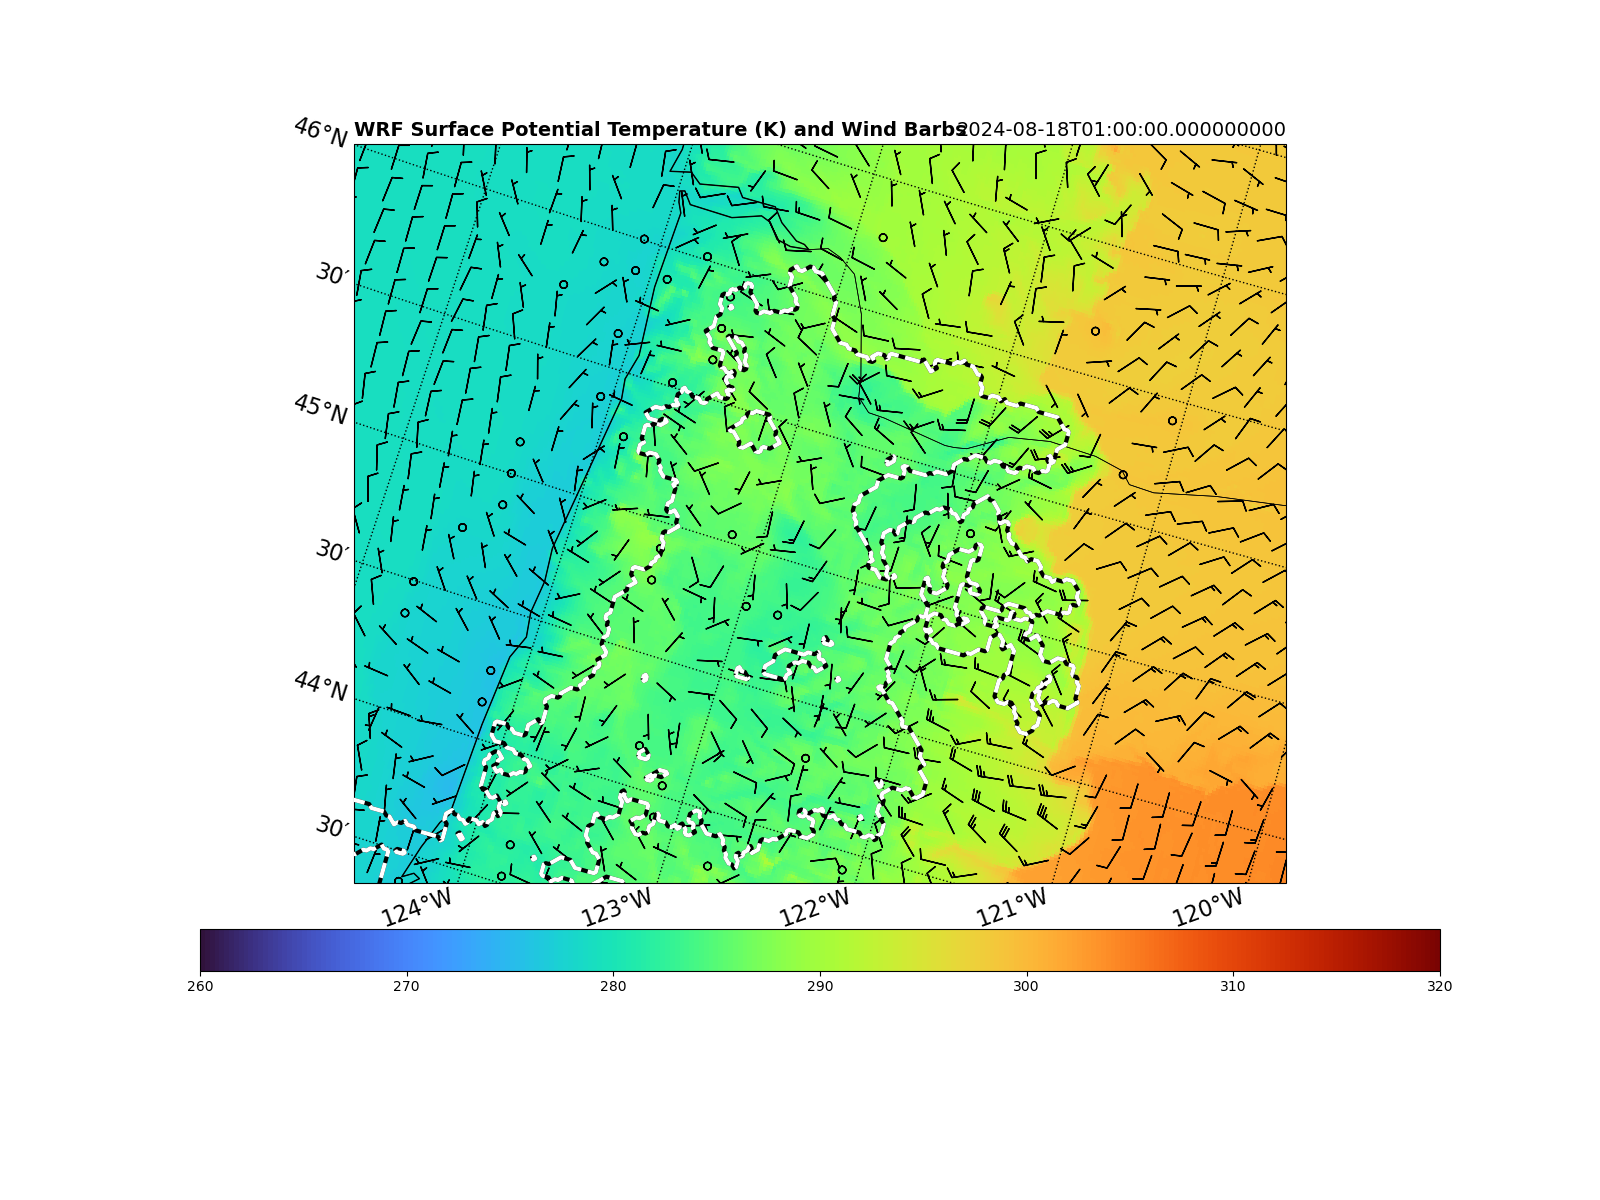 WRF Surface Potential Temperature (K) and Wind Barbs 2024-08-18T01:00:00.000000000
46°N
30′
45°N
30′
44°N
30′
124°W 123°W 122°W 121°W 120°W
260 270 280 290 300 310 320